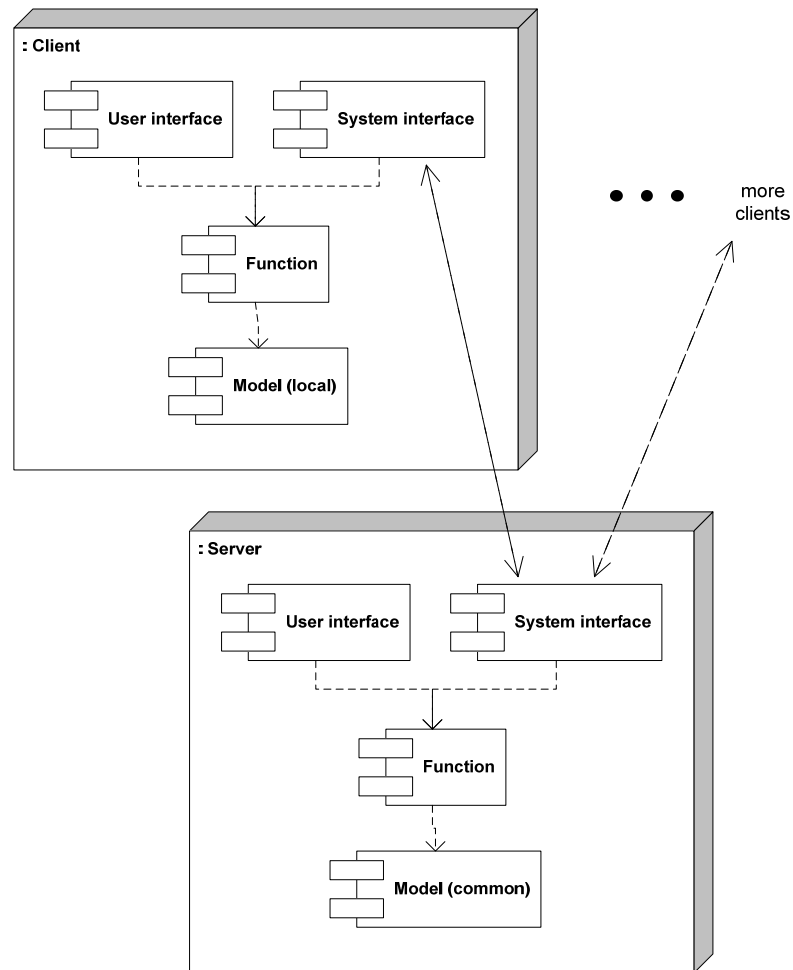 : Client
User interface
System interface
Function
Model (local)
● ● ●
more
clients
: Server
User interface
System interface
Function
Model (common)